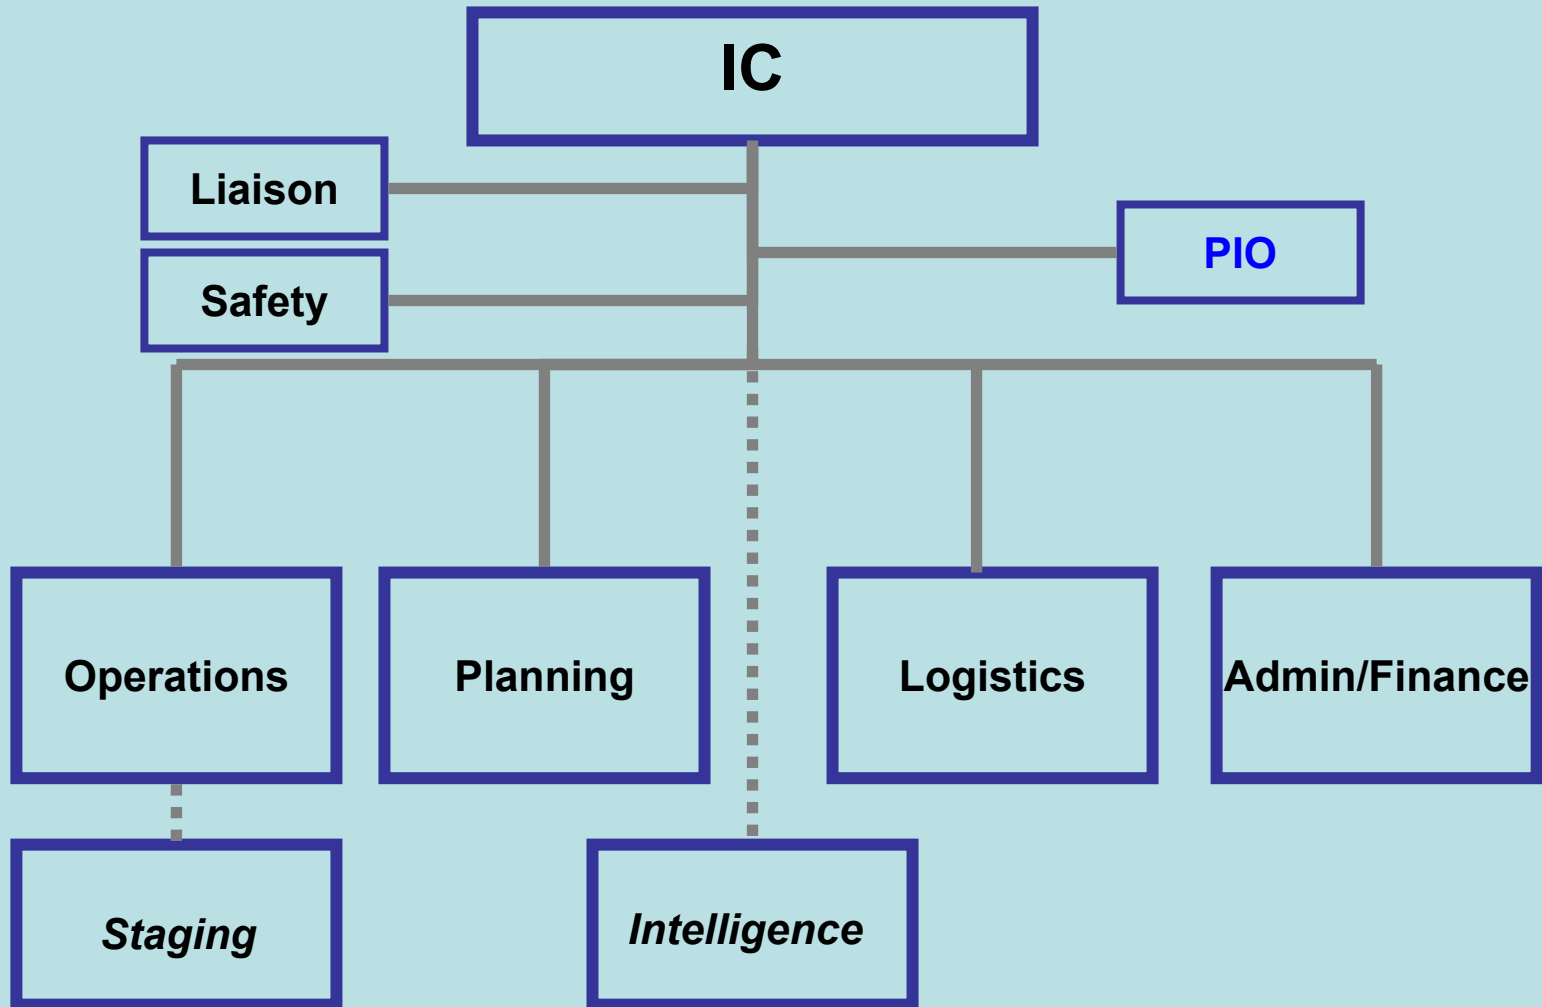 IC
Liaison
PIO
Safety
Operations
Planning
Logistics
Admin/Finance
Staging
Intelligence